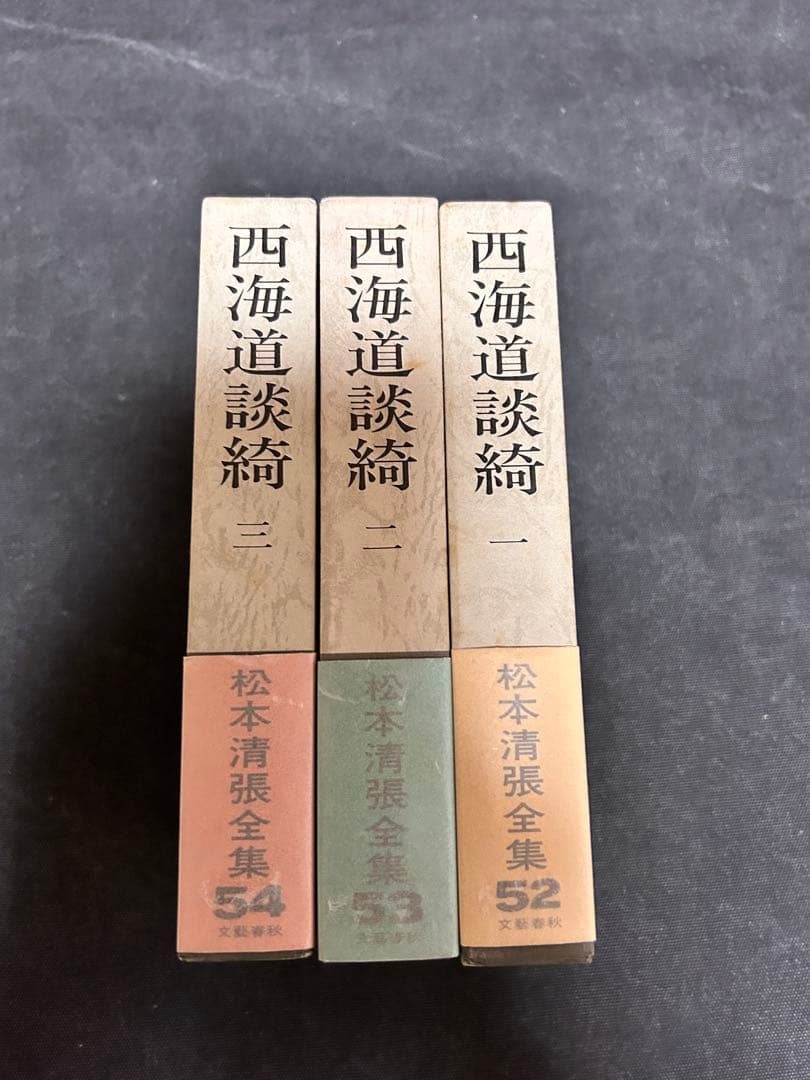 西海道談綺 一
松本清張全集
52
文藝春秋
西海道談綺 二
松本清張全集
53
文藝春秋
西海道談綺 三
松本清張全集
54
文藝春秋